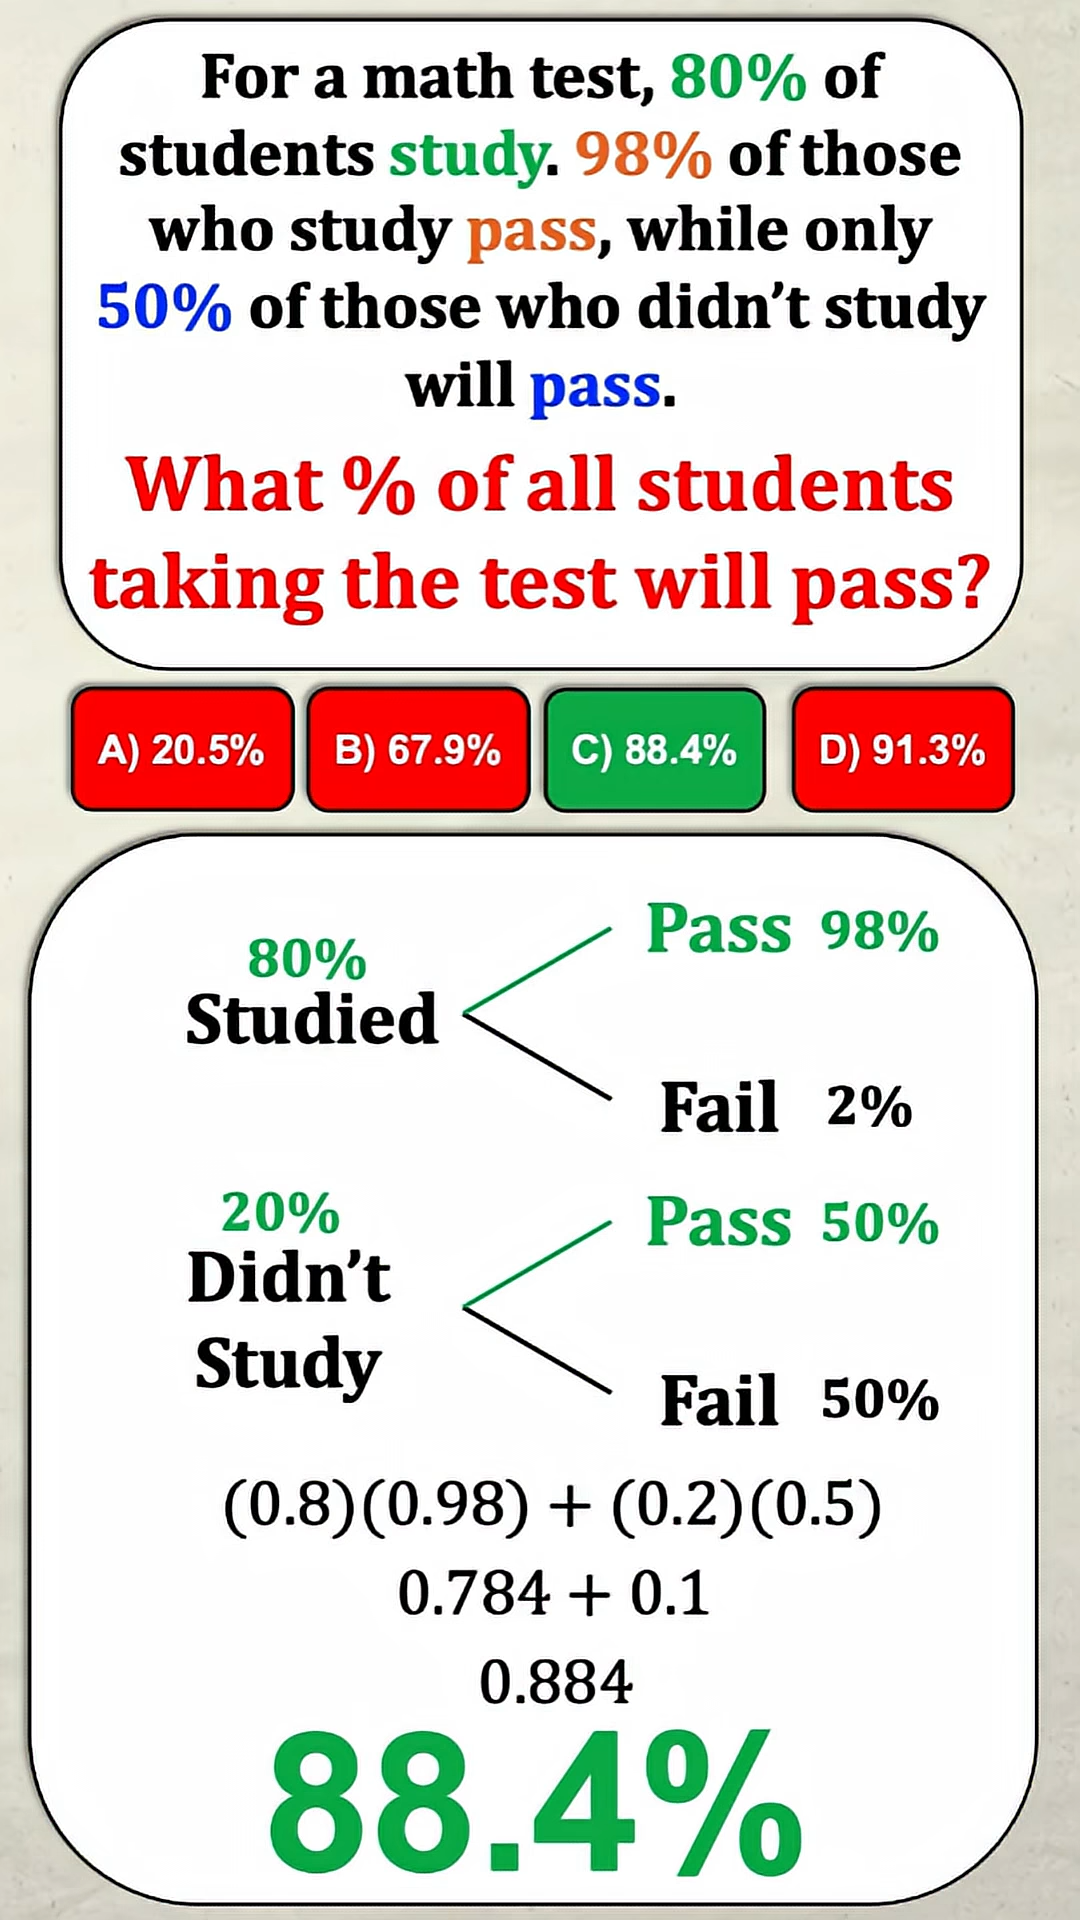 For a math test, 80% of
students study. 98% of those
who study pass, while only
50% of those who didn’t study
will pass.
What % of all students
taking the test will pass?
A) 20.5%
B) 67.9%
C) 88.4%
D) 91.3%
80%
Studied
Pass 98%
Fail 2%
20%
Didn’t
Study
Pass 50%
Fail 50%
(0.8)(0.98) + (0.2)(0.5)
0.784 + 0.1
0.884
88.4%